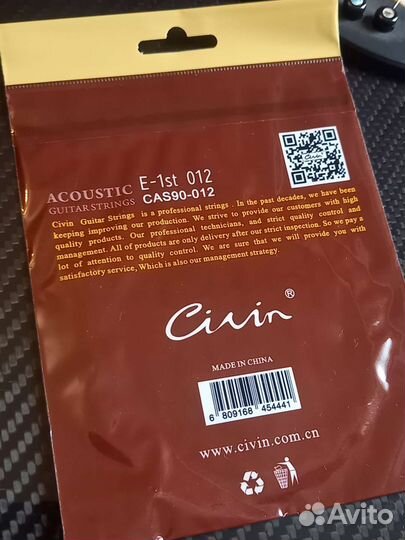 ACOUSTIC
GUITAR STRINGS
E-1st 012
CAS90-012
Civin Guitar Strings is a professional strings . In the past decades, we have been
keeping improving our production. We strive to provide our customers with high
quality products. Our professional technicians, and strict quality control and
management. All of products are only delivery after our strict inspection. So we pay a
lot of attention to quality control. We are sure that we will provide you with
satisfactory service, Which is also our management strategy.
Civin
Civin®
MADE IN CHINA
6 809168 454441
www.civin.com.cn
Avito